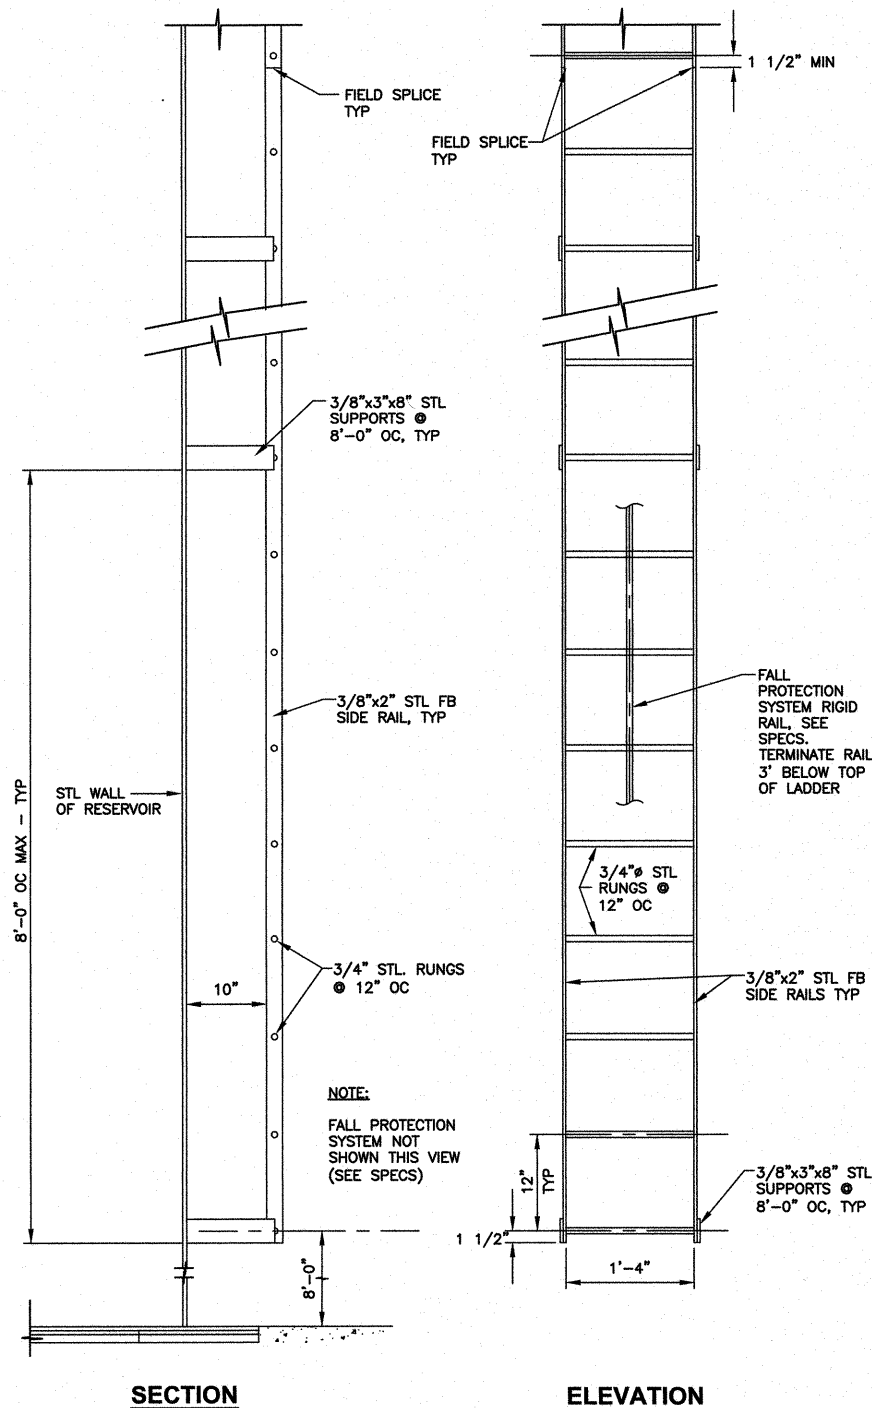 FIELD SPLICE
TYP
3/8"x3"x8" STL
SUPPORTS @
8'-0" OC, TYP
3/8"x2" STL FB
SIDE RAIL, TYP
STL WALL
OF RESERVOIR
8'-0" OC MAX - TYP
10"
3/4" STL. RUNGS
@ 12" OC
NOTE:
FALL PROTECTION
SYSTEM NOT
SHOWN THIS VIEW
(SEE SPECS)
8'-0"
SECTION
1 1/2" MIN
FIELD SPLICE
TYP
FALL
PROTECTION
SYSTEM RIGID
RAIL, SEE
SPECS.
TERMINATE RAIL
3' BELOW TOP
OF LADDER
3/4"ø STL
RUNGS @
12" OC
3/8"x2" STL FB
SIDE RAILS TYP
12"
TYP
3/8"x3"x8" STL
SUPPORTS @
8'-0" OC, TYP
1 1/2"
1'-4"
ELEVATION